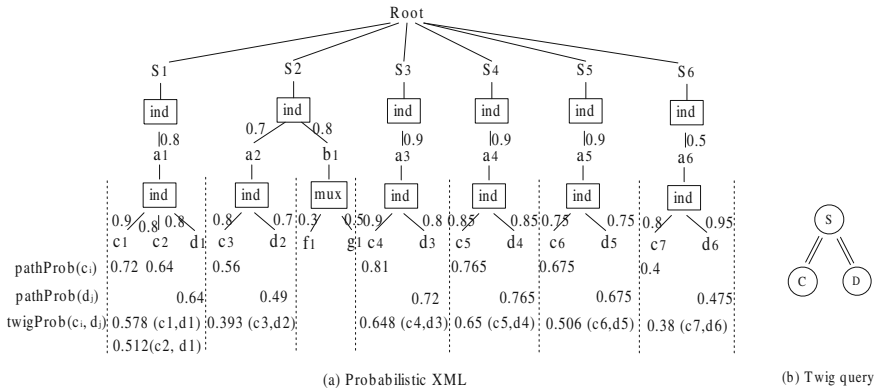 Root
S1 S2 S3 S4 S5 S6
ind ind ind ind ind ind
0.8 0.7 0.8 0.9 0.9 0.9 0.5
a1 a2 b1 a3 a4 a5 a6
ind ind mux ind ind ind ind
0.9 0.8 0.8 0.8 0.7 0.3 0.5 0.9 0.8 0.85 0.85 0.75 0.75 0.8 0.95
c1 c2 d1 c3 d2 f1 g1 c4 d3 c5 d4 c6 d5 c7 d6
pathProb(ci) 0.72 0.64 0.56 0.81 0.765 0.675 0.4
pathProb(dj) 0.64 0.49 0.72 0.765 0.675 0.475
twigProb(ci, dj) 0.578 (c1,d1) 0.393 (c3,d2) 0.648 (c4,d3) 0.65 (c5,d4) 0.506 (c6,d5) 0.38 (c7,d6)
0.512(c2, d1)
S
C D
(a) Probabilistic XML
(b) Twig query